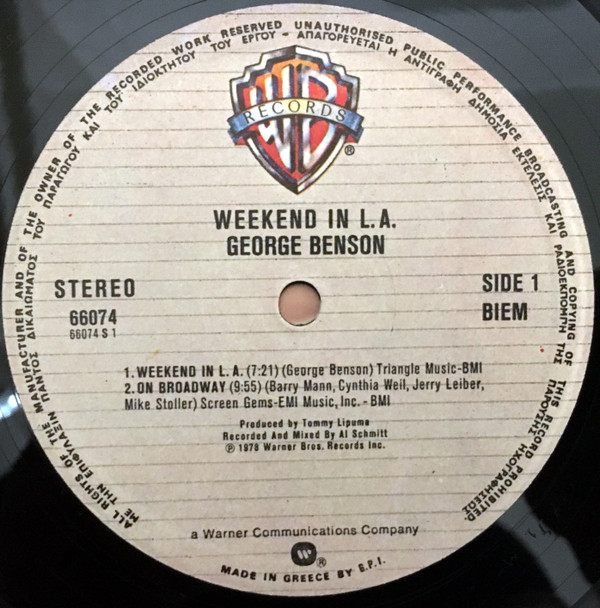 ALL RIGHTS OF THE MANUFACTURER AND OF THE OWNER OF THE RECORDED WORK RESERVED UNAUTHORISED PUBLIC PERFORMANCE BROADCASTING AND COPYING OF THIS RECORD PROHIBITED.
ΜΕ ΤΗΝ ΕΠΙΦΥΛΑΞΙΝ ΠΑΝΤΟΣ ΔΙΚΑΙΩΜΑΤΟΣ ΤΟΥ ΠΑΡΑΓΩΓΟΥ ΚΑΙ ΤΟΥ ΙΔΙΟΚΤΗΤΟΥ ΤΟΥ ΕΡΓΟΥ - ΑΠΑΓΟΡΕΥΕΤΑΙ Η ΑΝΤΙΓΡΑΦΗ ΔΗΜΟΣΙΑ ΕΚΤΕΛΕΣΙΣ ΚΑΙ ΡΑΔΙΟΕΚΠΟΜΠΗ ΤΗΣ ΠΑΡΟΥΣΗΣ ΗΧΟΓΡΑΦΗΣΕΩΣ
WB
RECORDS
®
WEEKEND IN L.A.
GEORGE BENSON
STEREO
66074
66074 S 1
SIDE 1
BIEM
1. WEEKEND IN L.A. (7:21) (George Benson) Triangle Music-BMI
2. ON BROADWAY (9:55) (Barry Mann, Cynthia Weil, Jerry Leiber,
Mike Stoller) Screen Gems-EMI Music, Inc. - BMI
Produced by Tommy Lipuma
Recorded And Mixed By Al Schmitt
℗ 1978 Warner Bros. Records Inc.
a Warner Communications Company
®
MADE IN GREECE BY B.P.I.